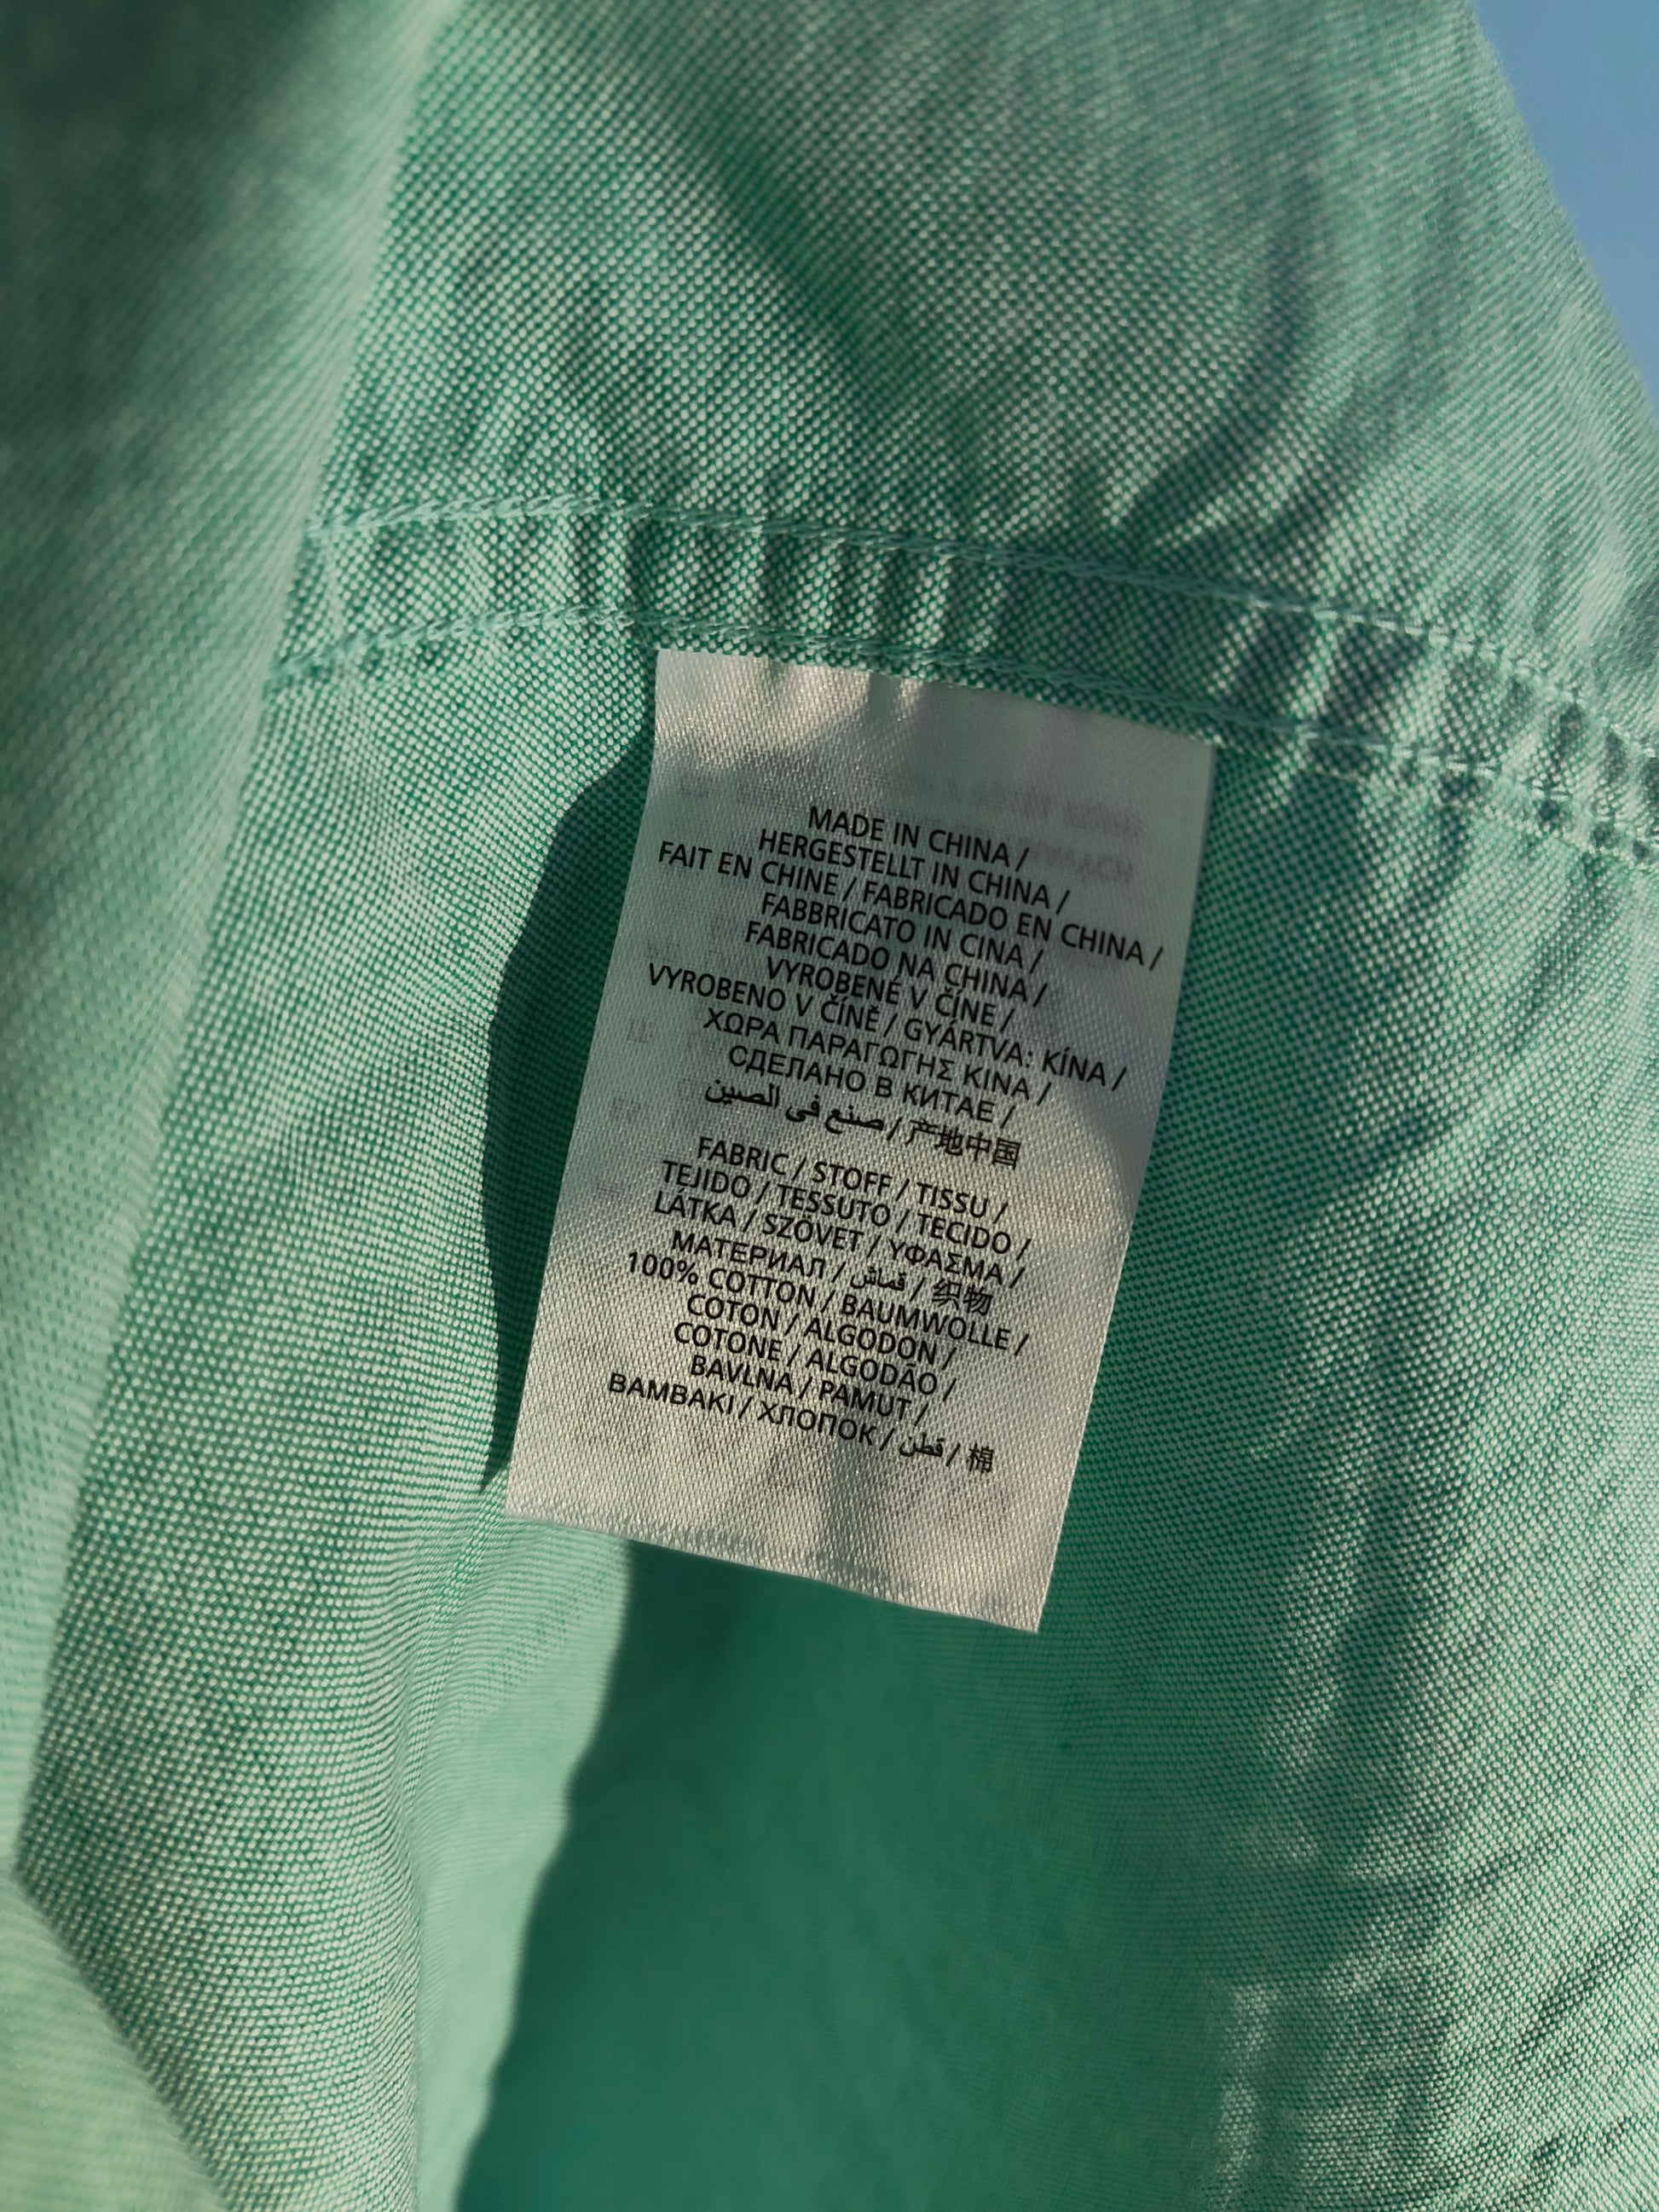 MADE IN CHINA /
HERGESTELLT IN CHINA /
FAIT EN CHINE / FABRICADO EN CHINA /
FABBRICATO IN CINA /
FABRICADO NA CHINA /
VYROBENÉ V ČÍNE /
VYROBENO V ČÍNĚ / GYÁRTVA: KÍNA /
ΧΩΡΑ ΠΑΡΑΓΩΓΗΣ ΚΙΝΑ /
СДЕЛАНО В КИТАЕ /
صنع في الصين / 产地中国
FABRIC / STOFF / TISSU /
TEJIDO / TESSUTO / TECIDO /
LÁTKA / SZÖVET / ΥΦΑΣΜΑ /
МАТЕРИАЛ / قماش / 织物
100% COTTON / BAUMWOLLE /
COTON / ALGODON /
COTONE / ALGODÃO /
BAVLNA / PAMUT /
ΒΑΜΒΑΚΙ / ХЛОПОК / قطن / 棉